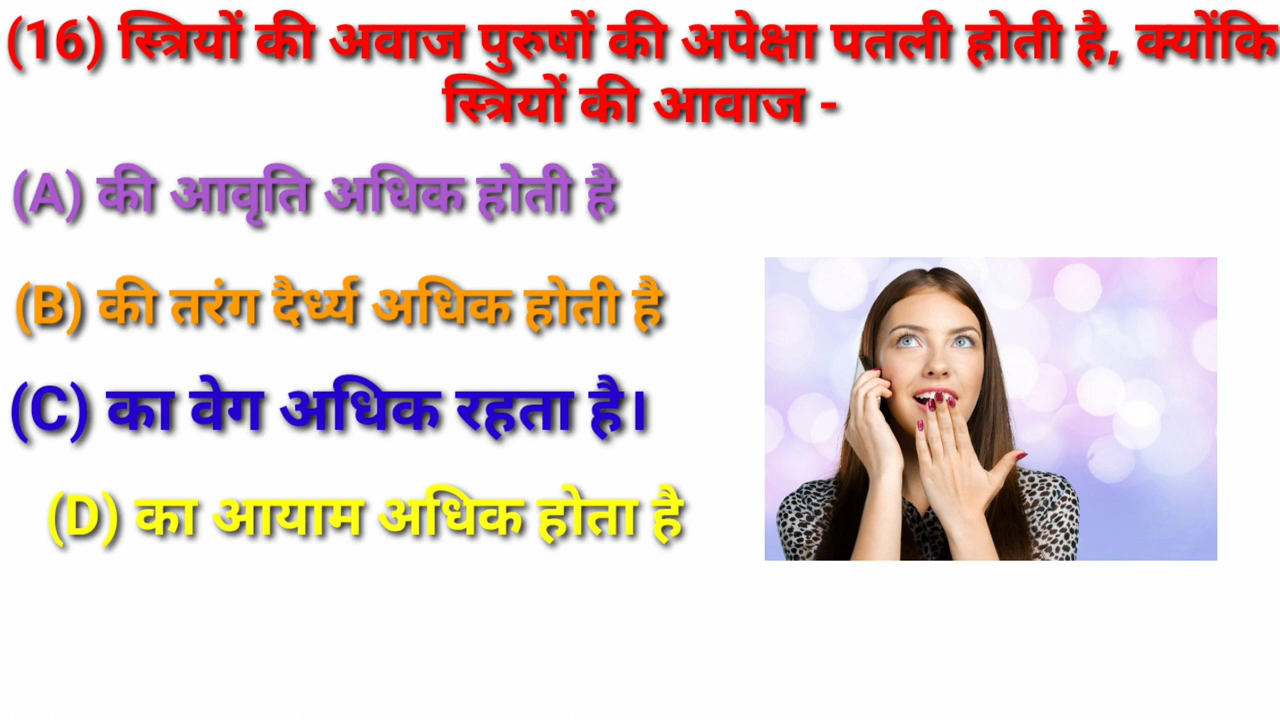 (16) स्त्रियों की अवाज पुरुषों की अपेक्षा पतली होती है, क्योंकि
स्त्रियों की आवाज -
(A) की आवृति अधिक होती है
(B) की तरंग दैर्ध्य अधिक होती है
(C) का वेग अधिक रहता है।
(D) का आयाम अधिक होता है